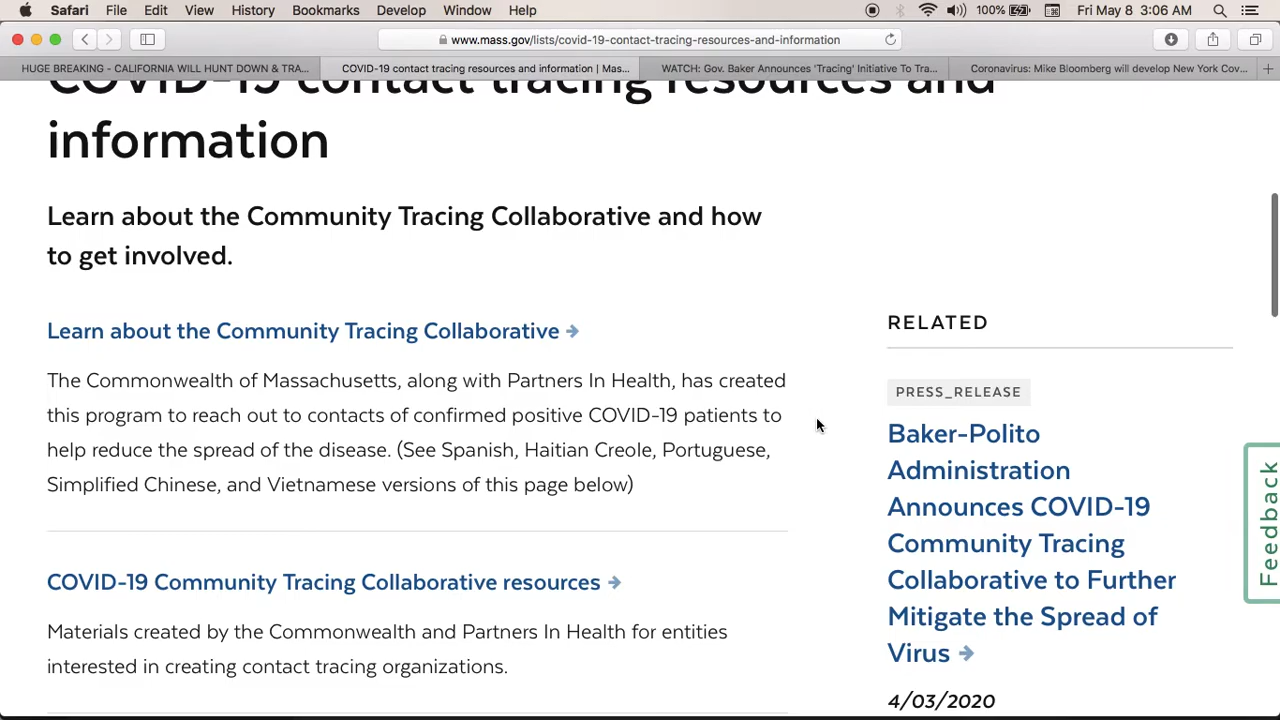 Safari File Edit View History Bookmarks Develop Window Help 100% Fri May 8 3:06 AM
www.mass.gov/lists/covid-19-contact-tracing-resources-and-information
HUGE BREAKING - CALIFORNIA WILL HUNT DOWN & TRA... COVID-19 contact tracing resources and information | Mas... WATCH: Gov. Baker Announces 'Tracing' Initiative To Tra... Coronavirus: Mike Bloomberg will develop New York Cov...
COVID-19 contact tracing resources and
information
Learn about the Community Tracing Collaborative and how
to get involved.
Learn about the Community Tracing Collaborative
The Commonwealth of Massachusetts, along with Partners In Health, has created
this program to reach out to contacts of confirmed positive COVID-19 patients to
help reduce the spread of the disease. (See Spanish, Haitian Creole, Portuguese,
Simplified Chinese, and Vietnamese versions of this page below)
COVID-19 Community Tracing Collaborative resources
Materials created by the Commonwealth and Partners In Health for entities
interested in creating contact tracing organizations.
RELATED
PRESS_RELEASE
Baker-Polito
Administration
Announces COVID-19
Community Tracing
Collaborative to Further
Mitigate the Spread of
Virus
4/03/2020
Feedback